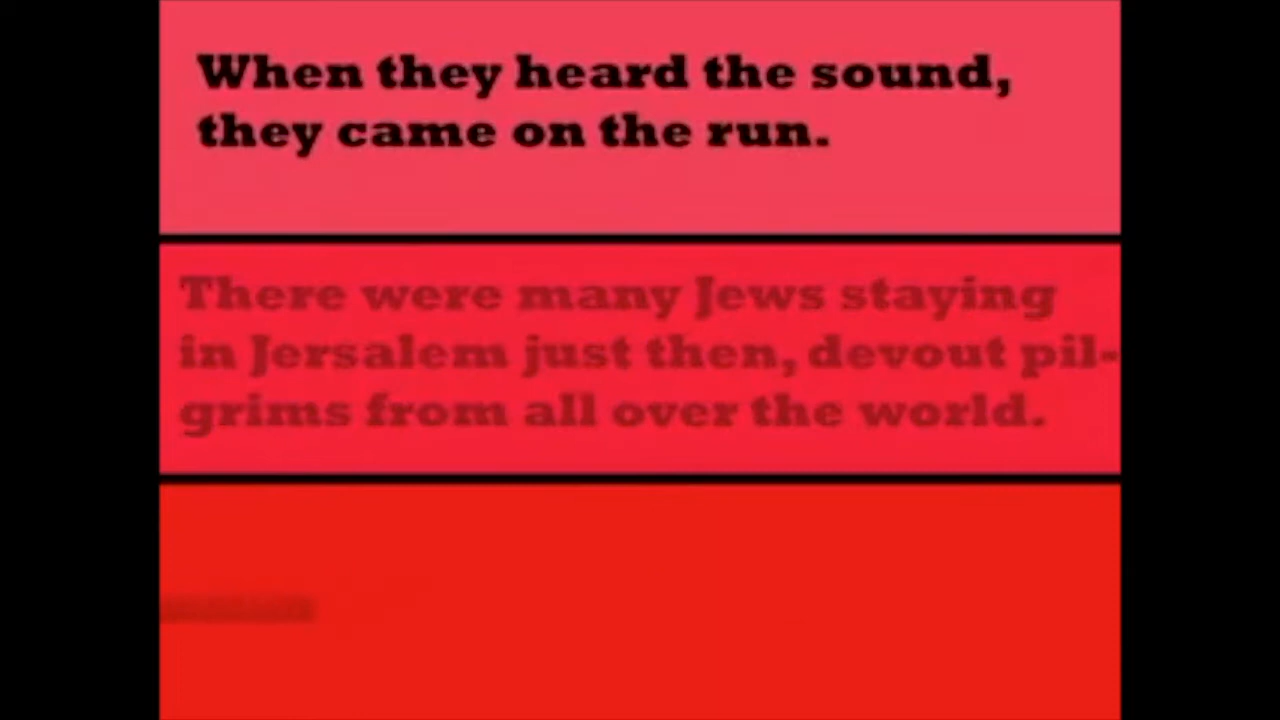 When they heard the sound,
they came on the run.
There were many Jews staying
in Jersalem just then, devout pil-
grims from all over the world.